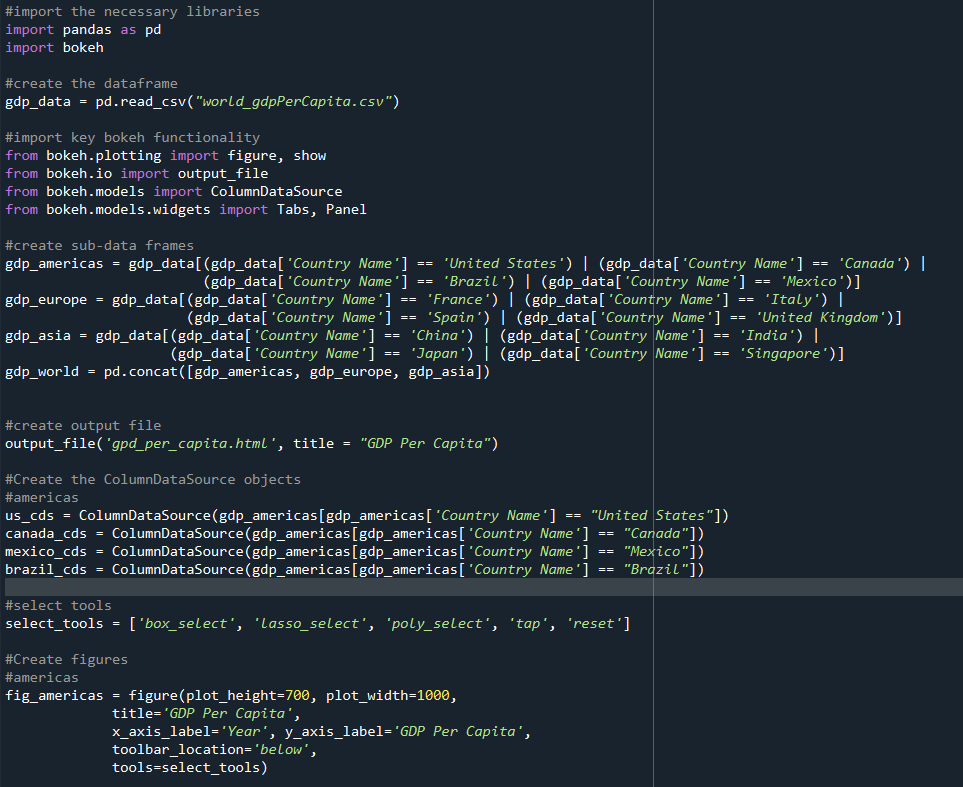 #import the necessary libraries
import pandas as pd
import bokeh
#create the dataframe
gdp_data = pd.read_csv("world_gdpPerCapita.csv")
#import key bokeh functionality
from bokeh.plotting import figure, show
from bokeh.io import output_file
from bokeh.models import ColumnDataSource
from bokeh.models.widgets import Tabs, Panel
#create sub-data frames
gdp_americas = gdp_data[(gdp_data['Country Name'] == 'United States') | (gdp_data['Country Name'] == 'Canada') |
(gdp_data['Country Name'] == 'Brazil') | (gdp_data['Country Name'] == 'Mexico')]
gdp_europe = gdp_data[(gdp_data['Country Name'] == 'France') | (gdp_data['Country Name'] == 'Italy') |
(gdp_data['Country Name'] == 'Spain') | (gdp_data['Country Name'] == 'United Kingdom')]
gdp_asia = gdp_data[(gdp_data['Country Name'] == 'China') | (gdp_data['Country Name'] == 'India') |
(gdp_data['Country Name'] == 'Japan') | (gdp_data['Country Name'] == 'Singapore')]
gdp_world = pd.concat([gdp_americas, gdp_europe, gdp_asia])
#create output file
output_file('gpd_per_capita.html', title = "GDP Per Capita")
#Create the ColumnDataSource objects
#americas
us_cds = ColumnDataSource(gdp_americas[gdp_americas['Country Name'] == "United States"])
canada_cds = ColumnDataSource(gdp_americas[gdp_americas['Country Name'] == "Canada"])
mexico_cds = ColumnDataSource(gdp_americas[gdp_americas['Country Name'] == "Mexico"])
brazil_cds = ColumnDataSource(gdp_americas[gdp_americas['Country Name'] == "Brazil"])
#select tools
select_tools = ['box_select', 'lasso_select', 'poly_select', 'tap', 'reset']
#Create figures
#americas
fig_americas = figure(plot_height=700, plot_width=1000,
title='GDP Per Capita',
x_axis_label='Year', y_axis_label='GDP Per Capita',
toolbar_location='below',
tools=select_tools)